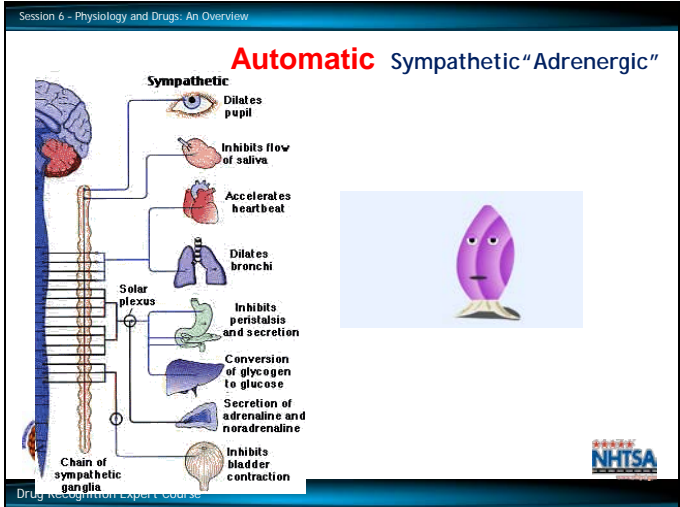 Session 6 - Physiology and Drugs: An Overview
Automatic Sympathetic“Adrenergic”
Sympathetic
Dilates
pupil
Inhibits flow
of saliva
Accelerates
heartbeat
Dilates
bronchi
Solar
plexus
Inhibits
peristalsis
and secretion
Conversion
of glycogen
to glucose
Secretion of
adrenaline and
noradrenaline
Inhibits
bladder
contraction
Chain of
sympathetic
ganglia
NHTSA
Drug Recognition Expert Course